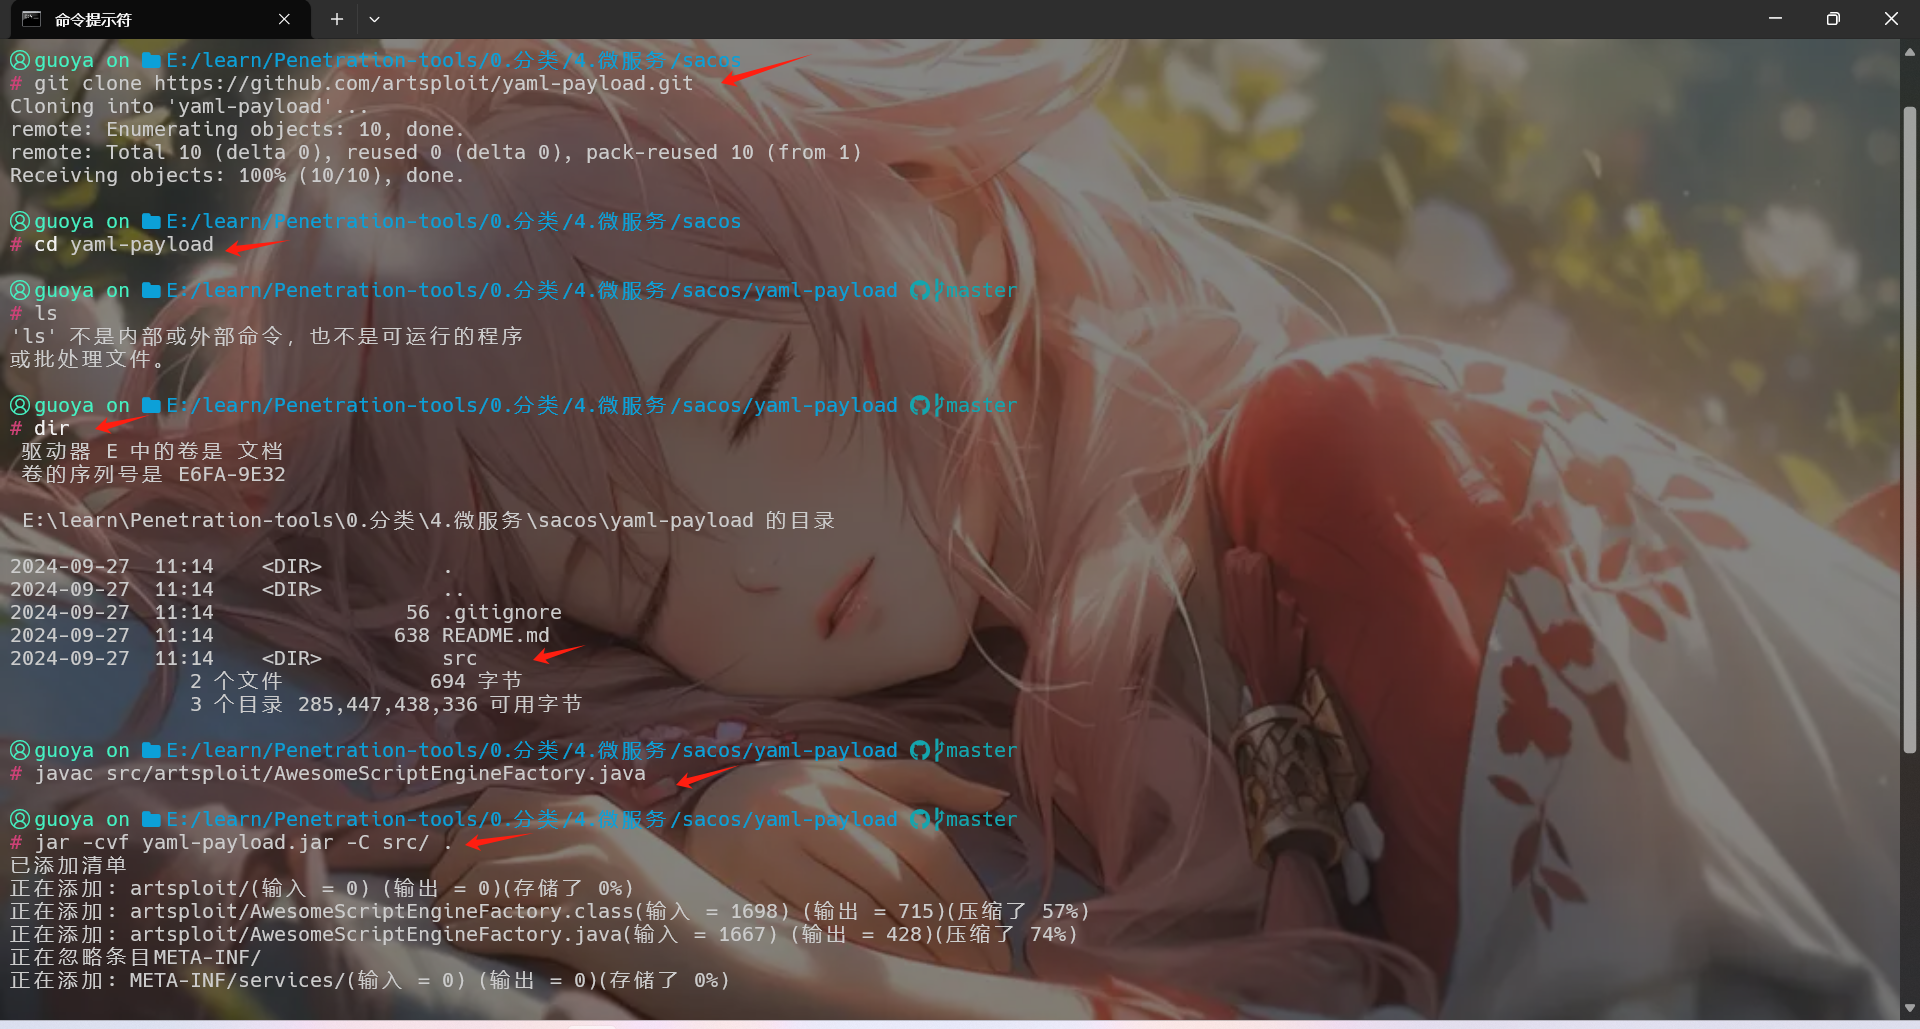 命令提示符
guoya on E:/learn/Penetration-tools/0.分类/4.微服务/sacos
# git clone https://github.com/artsploit/yaml-payload.git
Cloning into 'yaml-payload'...
remote: Enumerating objects: 10, done.
remote: Total 10 (delta 0), reused 0 (delta 0), pack-reused 10 (from 1)
Receiving objects: 100% (10/10), done.
guoya on E:/learn/Penetration-tools/0.分类/4.微服务/sacos
# cd yaml-payload
guoya on E:/learn/Penetration-tools/0.分类/4.微服务/sacos/yaml-payload master
# ls
'ls' 不是内部或外部命令，也不是可运行的程序
或批处理文件。
guoya on E:/learn/Penetration-tools/0.分类/4.微服务/sacos/yaml-payload master
# dir
驱动器 E 中的卷是 文档
卷的序列号是 E6FA-9E32
E:\learn\Penetration-tools\0.分类\4.微服务\sacos\yaml-payload 的目录
2024-09-27  11:14    <DIR>          .
2024-09-27  11:14    <DIR>          ..
2024-09-27  11:14                56 .gitignore
2024-09-27  11:14               638 README.md
2024-09-27  11:14    <DIR>          src
2 个文件            694 字节
3 个目录 285,447,438,336 可用字节
guoya on E:/learn/Penetration-tools/0.分类/4.微服务/sacos/yaml-payload master
# javac src/artsploit/AwesomeScriptEngineFactory.java
guoya on E:/learn/Penetration-tools/0.分类/4.微服务/sacos/yaml-payload master
# jar -cvf yaml-payload.jar -C src/ .
已添加清单
正在添加: artsploit/(输入 = 0) (输出 = 0)(存储了 0%)
正在添加: artsploit/AwesomeScriptEngineFactory.class(输入 = 1698) (输出 = 715)(压缩了 57%)
正在添加: artsploit/AwesomeScriptEngineFactory.java(输入 = 1667) (输出 = 428)(压缩了 74%)
正在忽略条目META-INF/
正在添加: META-INF/services/(输入 = 0) (输出 = 0)(存储了 0%)